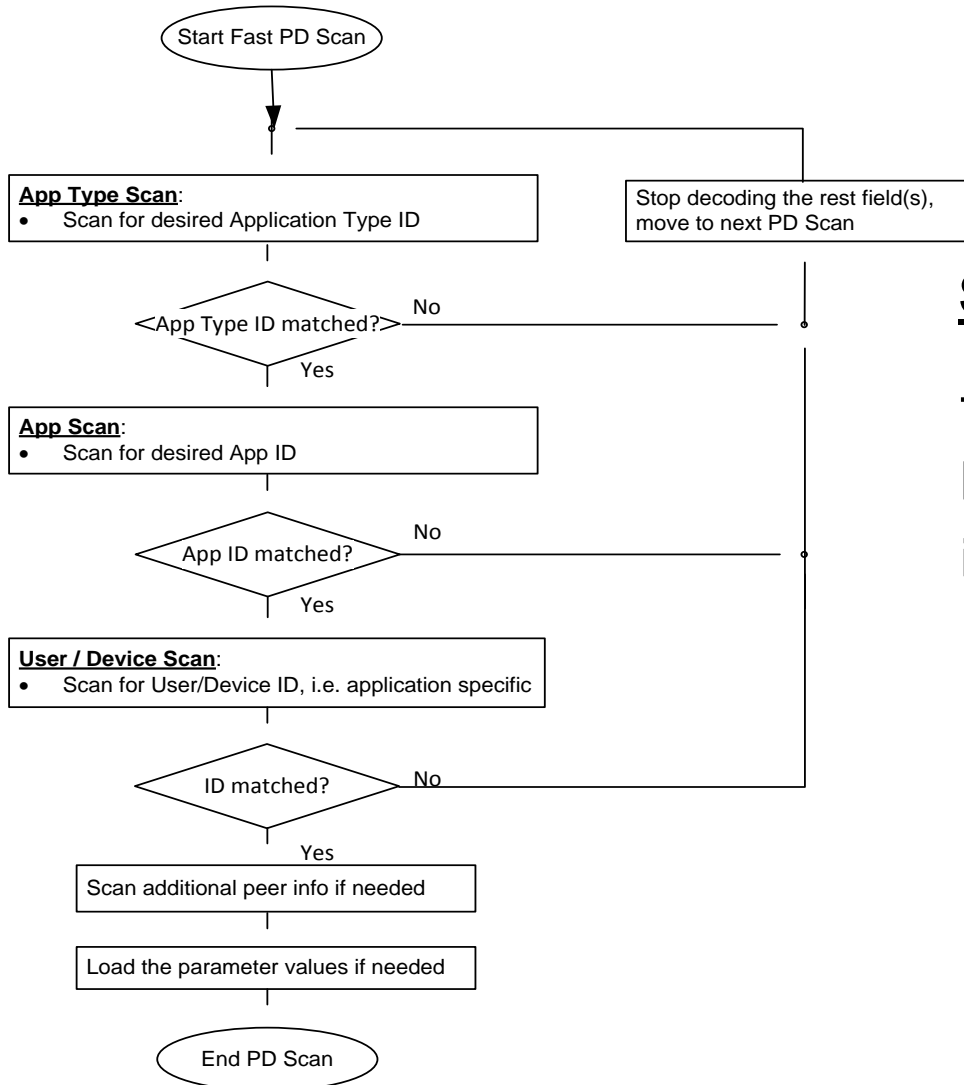 Start Fast PD Scan
App Type Scan:
• Scan for desired Application Type ID
Stop decoding the rest field(s),
move to next PD Scan
App Type ID matched?
No
Yes
App Scan:
• Scan for desired App ID
App ID matched?
No
Yes
User / Device Scan:
• Scan for User/Device ID, i.e. application specific
ID matched?
No
Yes
Scan additional peer info if needed
Load the parameter values if needed
End PD Scan